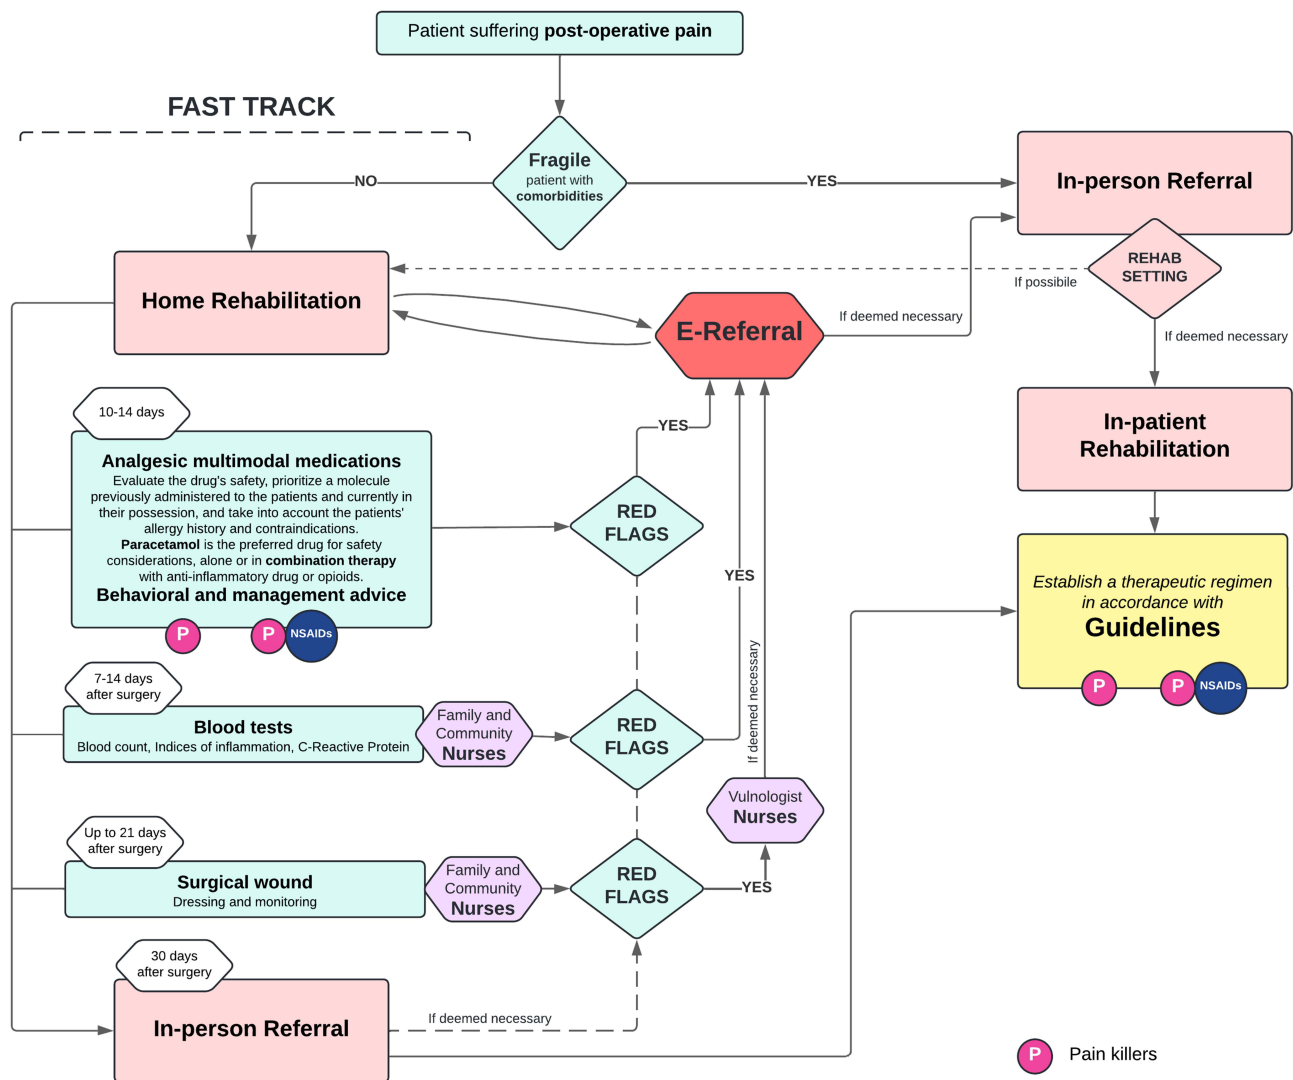 Patient suffering post-operative pain
FAST TRACK
Fragile
patient with
comorbidities
NO
YES
In-person Referral
REHAB
SETTING
If possibile
Home Rehabilitation
E-Referral
If deemed necessary
If deemed necessary
10-14 days
Analgesic multimodal medications
Evaluate the drug's safety, prioritize a molecule
previously administered to the patients and currently in
their possession, and take into account the patients'
allergy history and contraindications.
Paracetamol is the preferred drug for safety
considerations, alone or in combination therapy
with anti-inflammatory drug or opioids.
Behavioral and management advice
P
P
NSAIDs
YES
RED
FLAGS
In-patient
Rehabilitation
YES
Establish a therapeutic regimen
in accordance with
Guidelines
P
P
NSAIDs
7-14 days
after surgery
Blood tests
Blood count, Indices of inflammation, C-Reactive Protein
Family and
Community
Nurses
RED
FLAGS
If deemed necessary
Vulnologist
Nurses
Up to 21 days
after surgery
Surgical wound
Dressing and monitoring
Family and
Community
Nurses
RED
FLAGS
YES
30 days
after surgery
In-person Referral
If deemed necessary
P
Pain killers